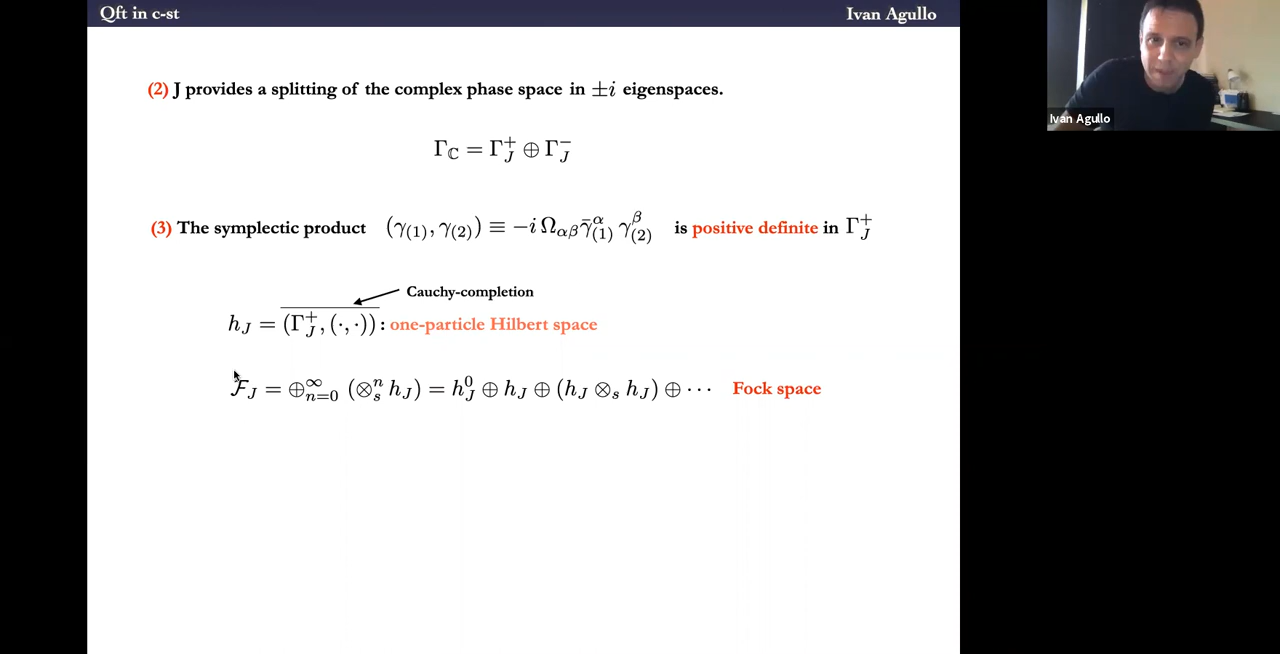 Qft in c-st
Ivan Agullo
(2) J provides a splitting of the complex phase space in ±i eigenspaces.
Γ_ℂ = Γ_J^+ ⊕ Γ_J^-
(3) The symplectic product (γ_(1), γ_(2)) ≡ -i Ω_αβ γ̄_(1)^α γ_(2)^β is positive definite in Γ_J^+
Cauchy-completion
h_J = \overline{(Γ_J^+, (·,·))} : one-particle Hilbert space
ℱ_J = ⊕_{n=0}^∞ (⊗_s^n h_J) = h_J^0 ⊕ h_J ⊕ (h_J ⊗_s h_J) ⊕ ··· Fock space
Ivan Agullo